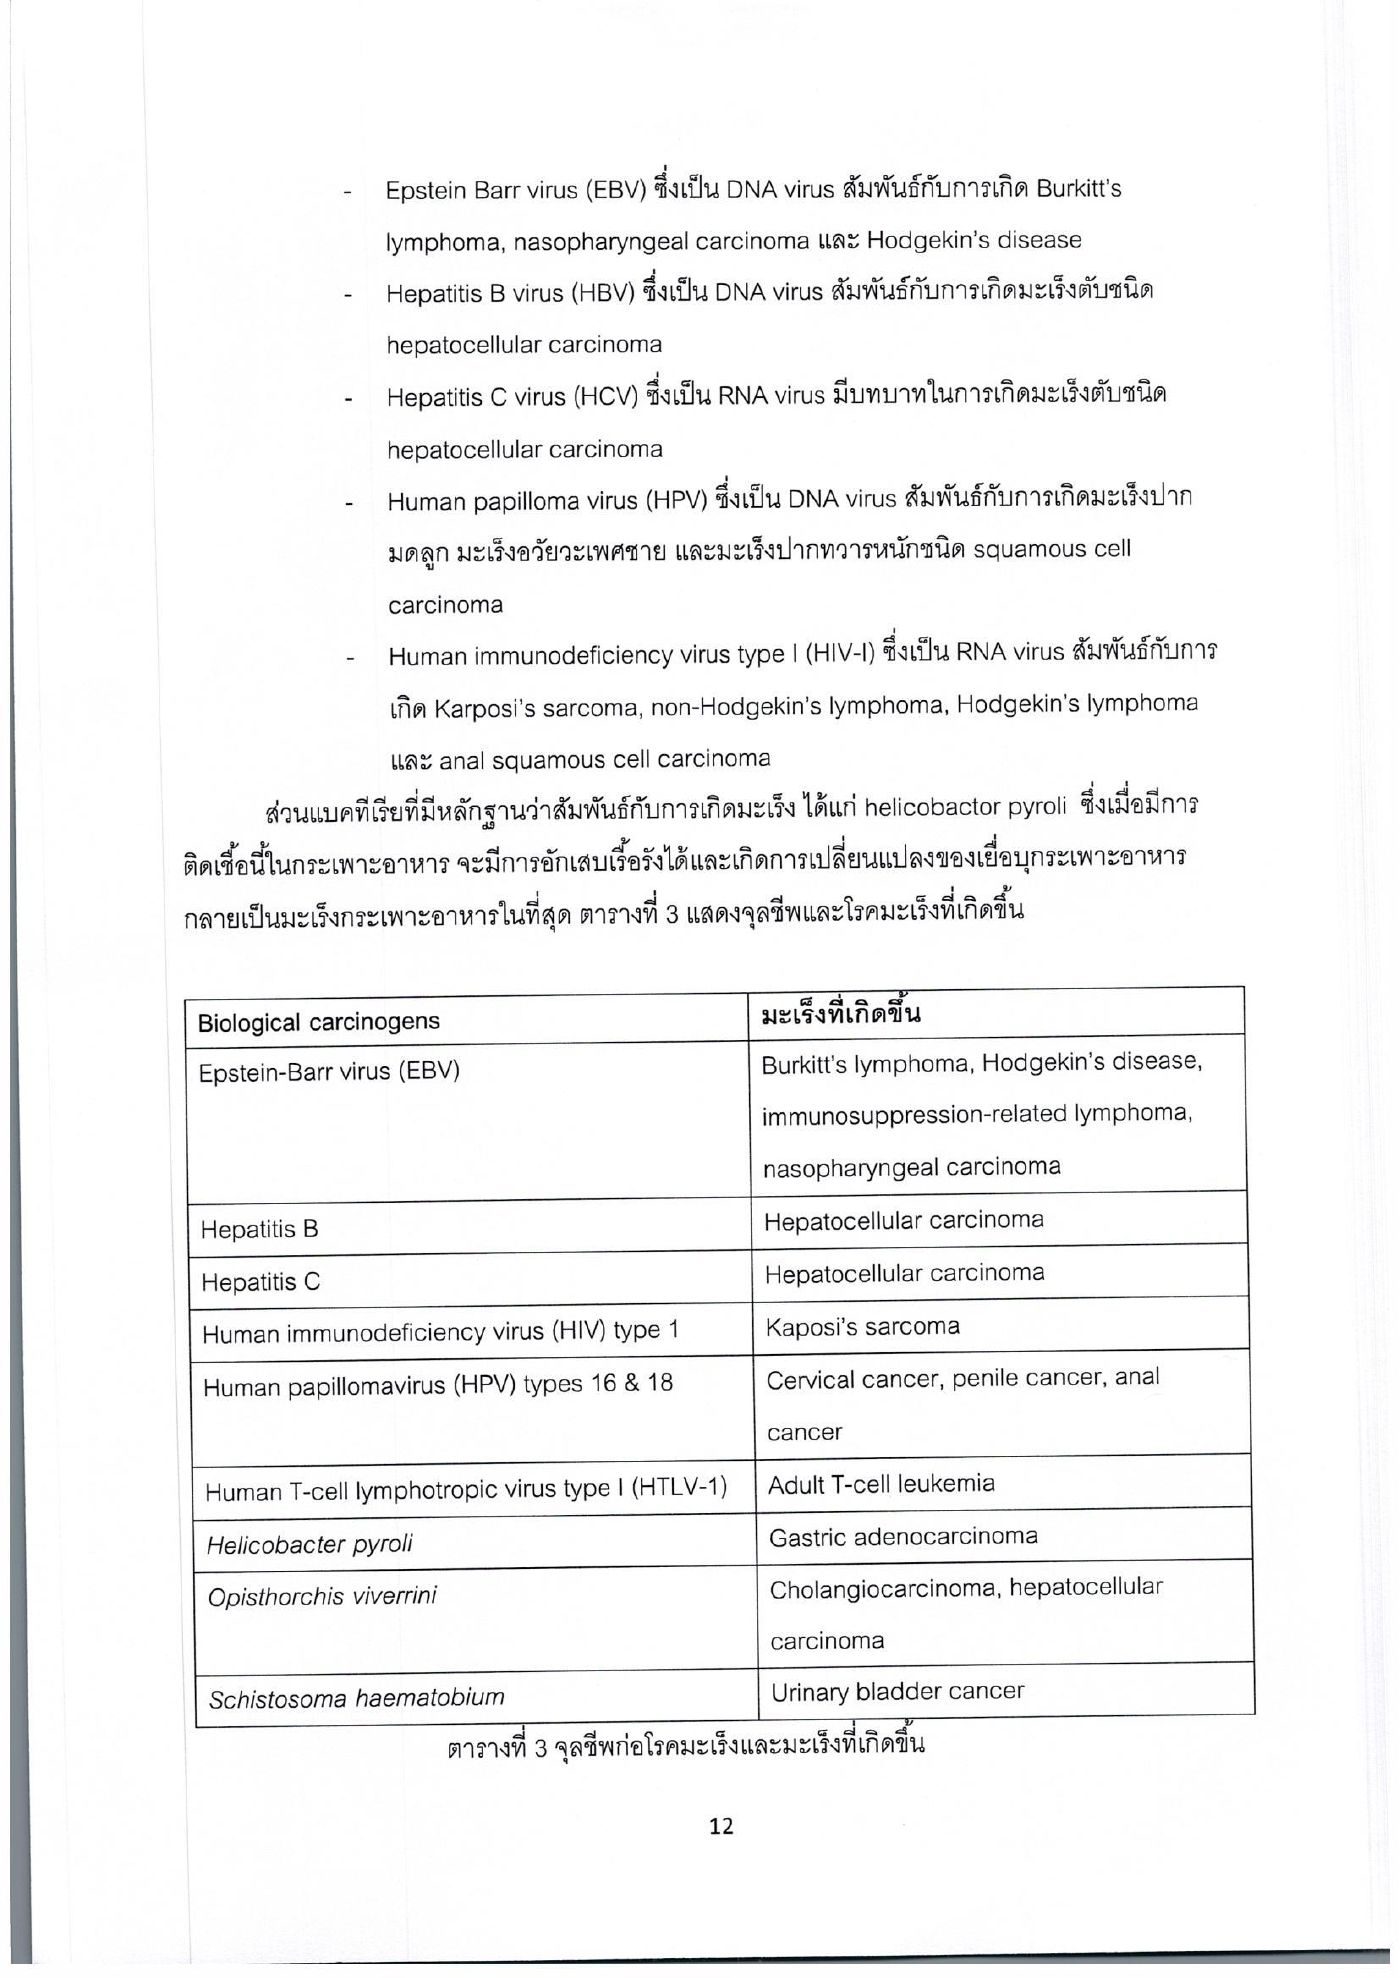 - Epstein Barr virus (EBV) ซึ่งเป็น DNA virus สัมพันธ์กับการเกิด Burkitt's
lymphoma, nasopharyngeal carcinoma และ Hodgekin's disease
- Hepatitis B virus (HBV) ซึ่งเป็น DNA virus สัมพันธ์กับการเกิดมะเร็งตับชนิด
hepatocellular carcinoma
- Hepatitis C virus (HCV) ซึ่งเป็น RNA virus มีบทบาทในการเกิดมะเร็งตับชนิด
hepatocellular carcinoma
- Human papilloma virus (HPV) ซึ่งเป็น DNA virus สัมพันธ์กับการเกิดมะเร็งปาก
มดลูก มะเร็งอวัยวะเพศชาย และมะเร็งปากทวารหนักชนิด squamous cell
carcinoma
- Human immunodeficiency virus type I (HIV-I) ซึ่งเป็น RNA virus สัมพันธ์กับการ
เกิด Karposi's sarcoma, non-Hodgekin's lymphoma, Hodgekin's lymphoma
และ anal squamous cell carcinoma
ส่วนแบคทีเรียที่มีหลักฐานว่าสัมพันธ์กับการเกิดมะเร็ง ได้แก่ helicobactor pyroli ซึ่งเมื่อมีการ
ติดเชื้อนี้ในกระเพาะอาหาร จะมีการอักเสบเรื้อรังได้และเกิดการเปลี่ยนแปลงของเยื่อบุกระเพาะอาหาร
กลายเป็นมะเร็งกระเพาะอาหารในที่สุด ตารางที่ 3 แสดงจุลชีพและโรคมะเร็งที่เกิดขึ้น
Biological carcinogens มะเร็งที่เกิดขึ้น
Epstein-Barr virus (EBV) Burkitt's lymphoma, Hodgekin's disease,
immunosuppression-related lymphoma,
nasopharyngeal carcinoma
Hepatitis B Hepatocellular carcinoma
Hepatitis C Hepatocellular carcinoma
Human immunodeficiency virus (HIV) type 1 Kaposi's sarcoma
Human papillomavirus (HPV) types 16 & 18 Cervical cancer, penile cancer, anal
cancer
Human T-cell lymphotropic virus type I (HTLV-1) Adult T-cell leukemia
Helicobacter pyroli Gastric adenocarcinoma
Opisthorchis viverrini Cholangiocarcinoma, hepatocellular
carcinoma
Schistosoma haematobium Urinary bladder cancer
ตารางที่ 3 จุลชีพก่อโรคมะเร็งและมะเร็งที่เกิดขึ้น
12